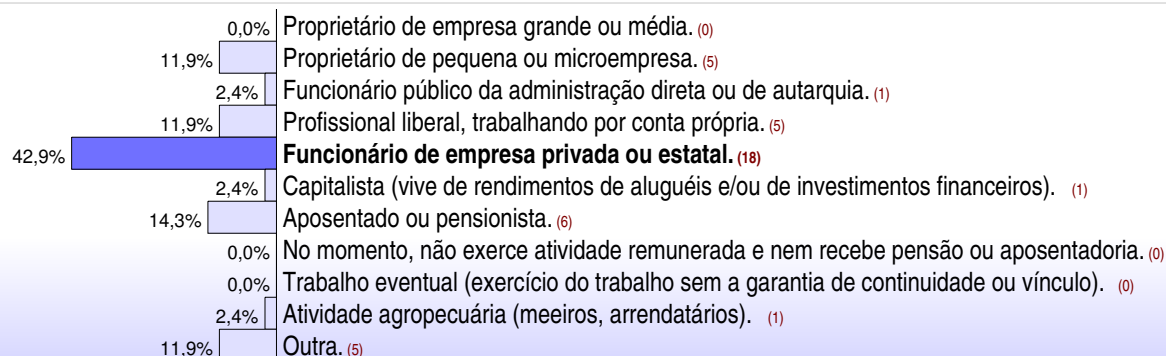 0,0% Proprietário de empresa grande ou média. (0)
11,9% Proprietário de pequena ou microempresa. (5)
2,4% Funcionário público da administração direta ou de autarquia. (1)
11,9% Profissional liberal, trabalhando por conta própria. (5)
42,9% Funcionário de empresa privada ou estatal. (18)
2,4% Capitalista (vive de rendimentos de aluguéis e/ou de investimentos financeiros). (1)
14,3% Aposentado ou pensionista. (6)
0,0% No momento, não exerce atividade remunerada e nem recebe pensão ou aposentadoria. (0)
0,0% Trabalho eventual (exercício do trabalho sem a garantia de continuidade ou vínculo). (0)
2,4% Atividade agropecuária (meeiros, arrendatários). (1)
11,9% Outra. (5)